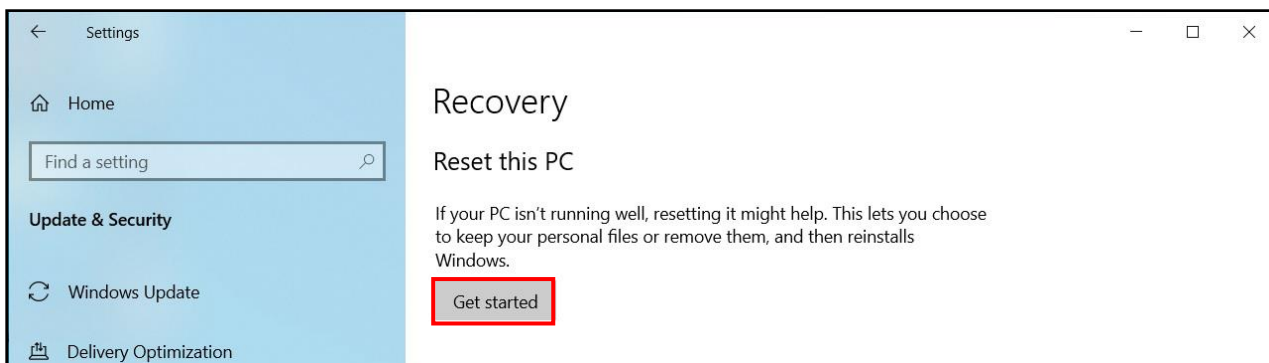 Settings
Home
Find a setting
Update & Security
Windows Update
Delivery Optimization
Recovery
Reset this PC
If your PC isn't running well, resetting it might help. This lets you choose
to keep your personal files or remove them, and then reinstalls
Windows.
Get started